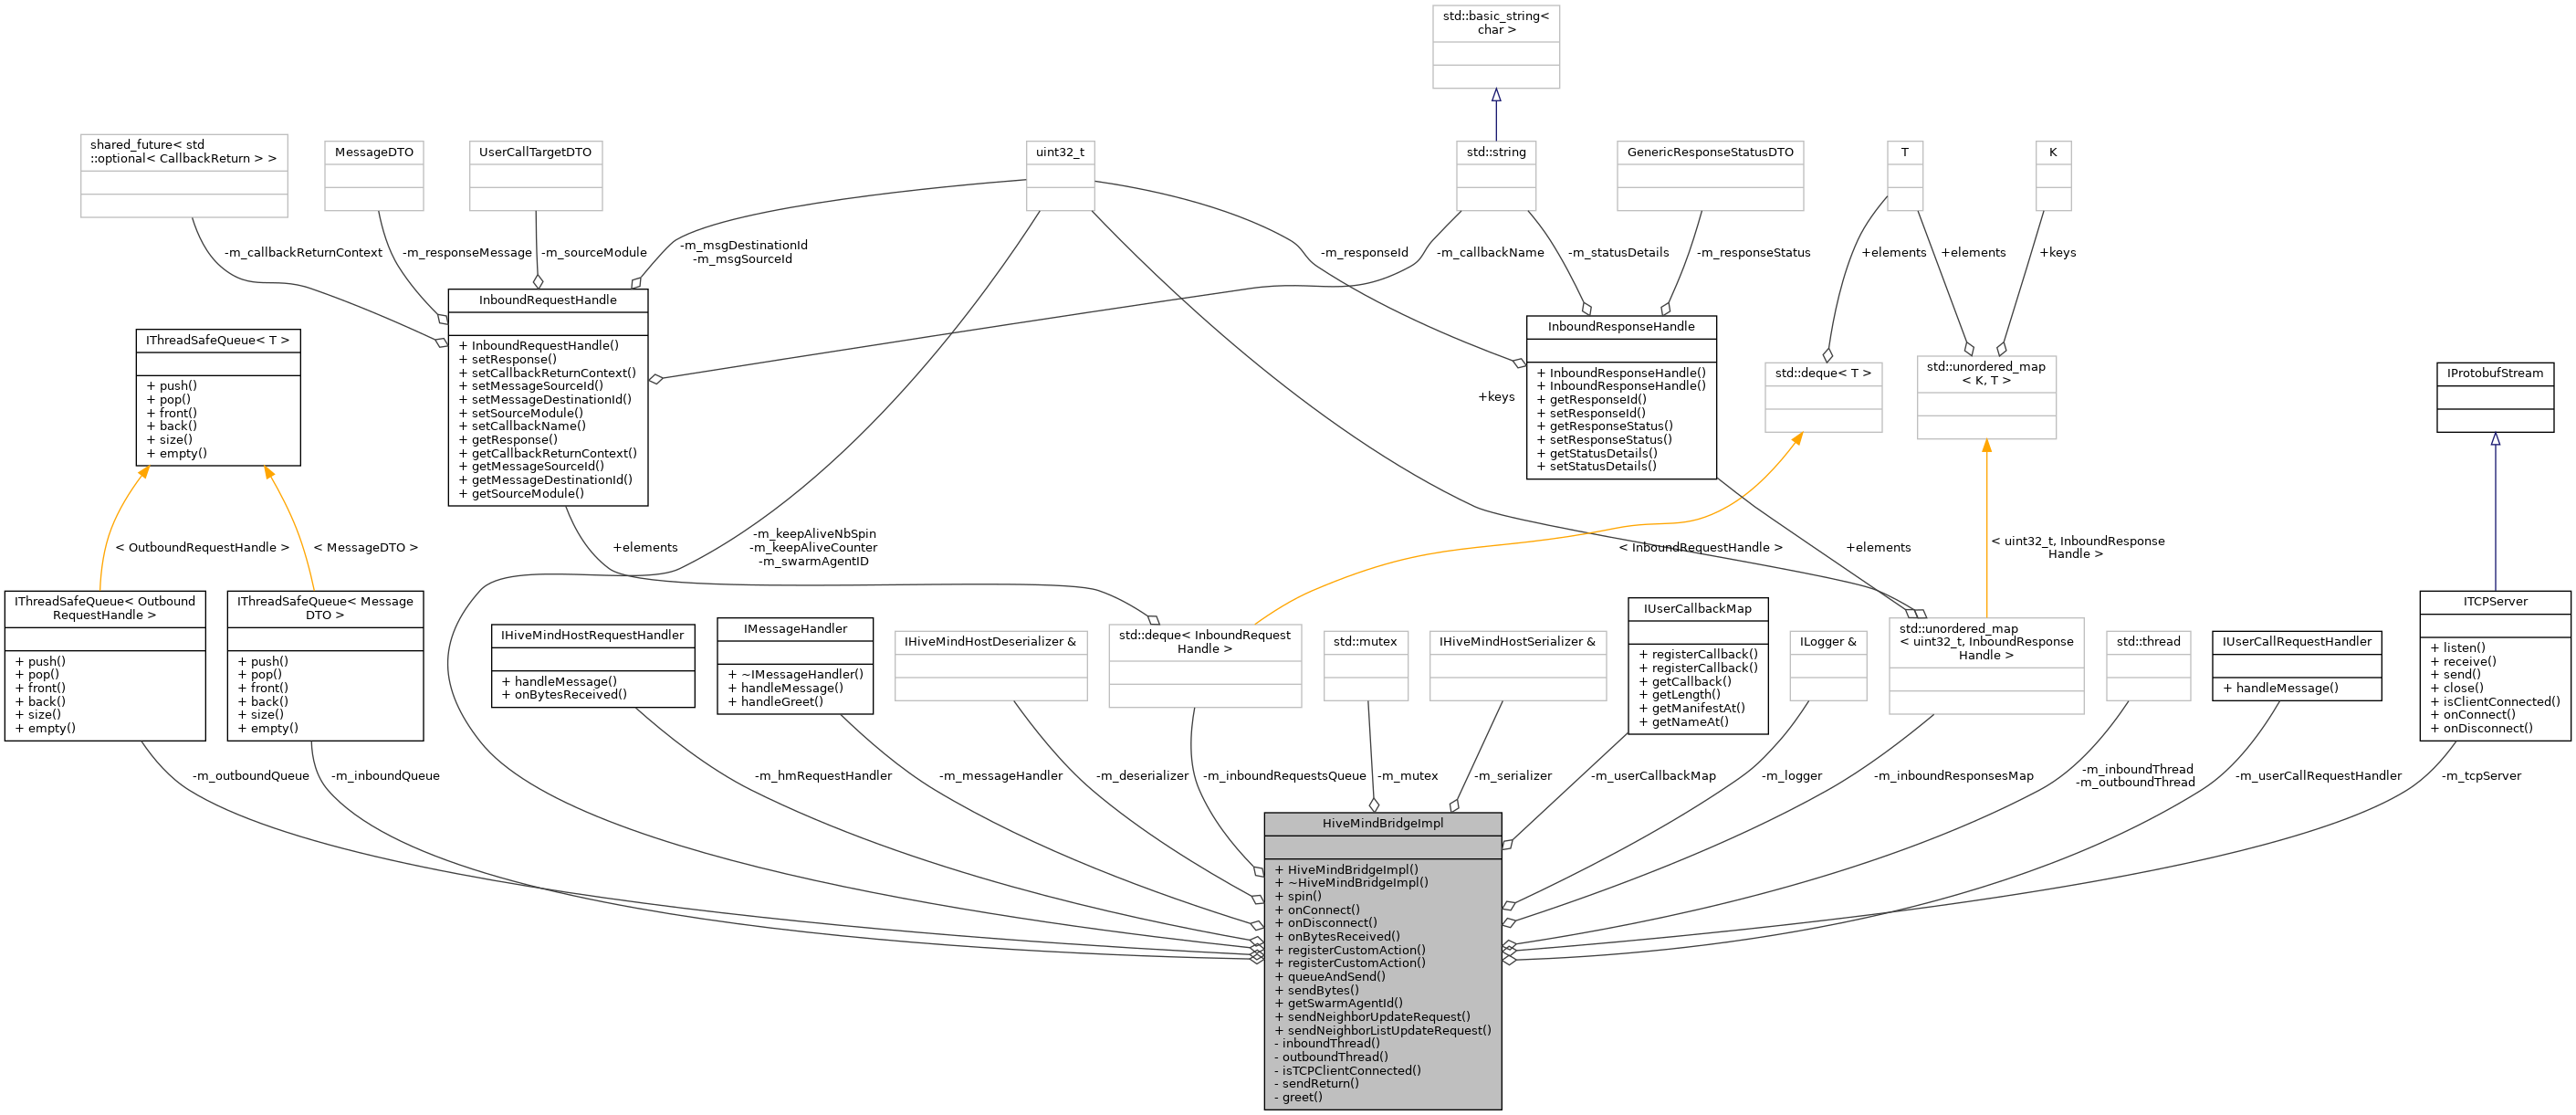 std::basic_string<
char >
shared_future< std
::optional< CallbackReturn > >
MessageDTO
UserCallTargetDTO
uint32_t
std::string
GenericResponseStatusDTO
T
K
-m_callbackReturnContext
-m_responseMessage
-m_sourceModule
-m_msgDestinationId
-m_msgSourceId
-m_responseId
-m_callbackName
-m_statusDetails
-m_responseStatus
+elements
+elements
+keys
IThreadSafeQueue< T >
+ push()
+ pop()
+ front()
+ back()
+ size()
+ empty()
InboundRequestHandle
+ InboundRequestHandle()
+ setResponse()
+ setCallbackReturnContext()
+ setMessageSourceId()
+ setMessageDestinationId()
+ setSourceModule()
+ setCallbackName()
+ getResponse()
+ getCallbackReturnContext()
+ getMessageSourceId()
+ getMessageDestinationId()
+ getSourceModule()
+keys
InboundResponseHandle
+ InboundResponseHandle()
+ InboundResponseHandle()
+ getResponseId()
+ setResponseId()
+ getResponseStatus()
+ setResponseStatus()
+ getStatusDetails()
+ setStatusDetails()
std::deque< T >
std::unordered_map
< K, T >
IProtobufStream
< OutboundRequestHandle >
< MessageDTO >
+elements
-m_keepAliveNbSpin
-m_keepAliveCounter
-m_swarmAgentID
< InboundRequestHandle >
+elements
< uint32_t, InboundResponse
Handle >
IThreadSafeQueue< Outbound
RequestHandle >
+ push()
+ pop()
+ front()
+ back()
+ size()
+ empty()
IThreadSafeQueue< Message
DTO >
+ push()
+ pop()
+ front()
+ back()
+ size()
+ empty()
IHiveMindHostRequestHandler
+ handleMessage()
+ onBytesReceived()
IMessageHandler
+ ~IMessageHandler()
+ handleMessage()
+ handleGreet()
IHiveMindHostDeserializer &
std::deque< InboundRequest
Handle >
std::mutex
IHiveMindHostSerializer &
IUserCallbackMap
+ registerCallback()
+ registerCallback()
+ getCallback()
+ getLength()
+ getManifestAt()
+ getNameAt()
ILogger &
std::unordered_map
< uint32_t, InboundResponse
Handle >
std::thread
IUserCallRequestHandler
+ handleMessage()
ITCPServer
+ listen()
+ receive()
+ send()
+ close()
+ isClientConnected()
+ onConnect()
+ onDisconnect()
-m_outboundQueue
-m_inboundQueue
-m_hmRequestHandler
-m_messageHandler
-m_deserializer
-m_inboundRequestsQueue
-m_mutex
-m_serializer
-m_userCallbackMap
-m_logger
-m_inboundResponsesMap
-m_inboundThread
-m_outboundThread
-m_userCallRequestHandler
-m_tcpServer
HiveMindBridgeImpl
+ HiveMindBridgeImpl()
+ ~HiveMindBridgeImpl()
+ spin()
+ onConnect()
+ onDisconnect()
+ onBytesReceived()
+ registerCustomAction()
+ registerCustomAction()
+ queueAndSend()
+ sendBytes()
+ getSwarmAgentId()
+ sendNeighborUpdateRequest()
+ sendNeighborListUpdateRequest()
- inboundThread()
- outboundThread()
- isTCPClientConnected()
- sendReturn()
- greet()